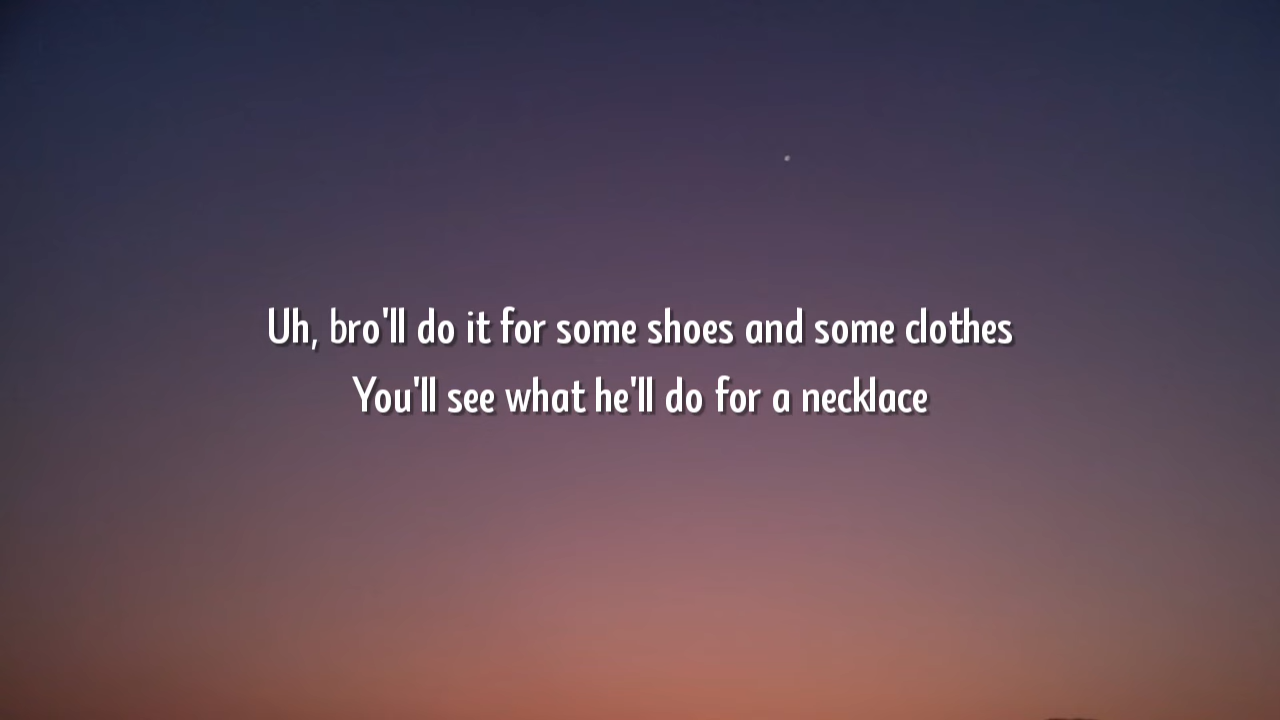 Uh, bro'll do it for some shoes and some clothes
You'll see what he'll do for a necklace